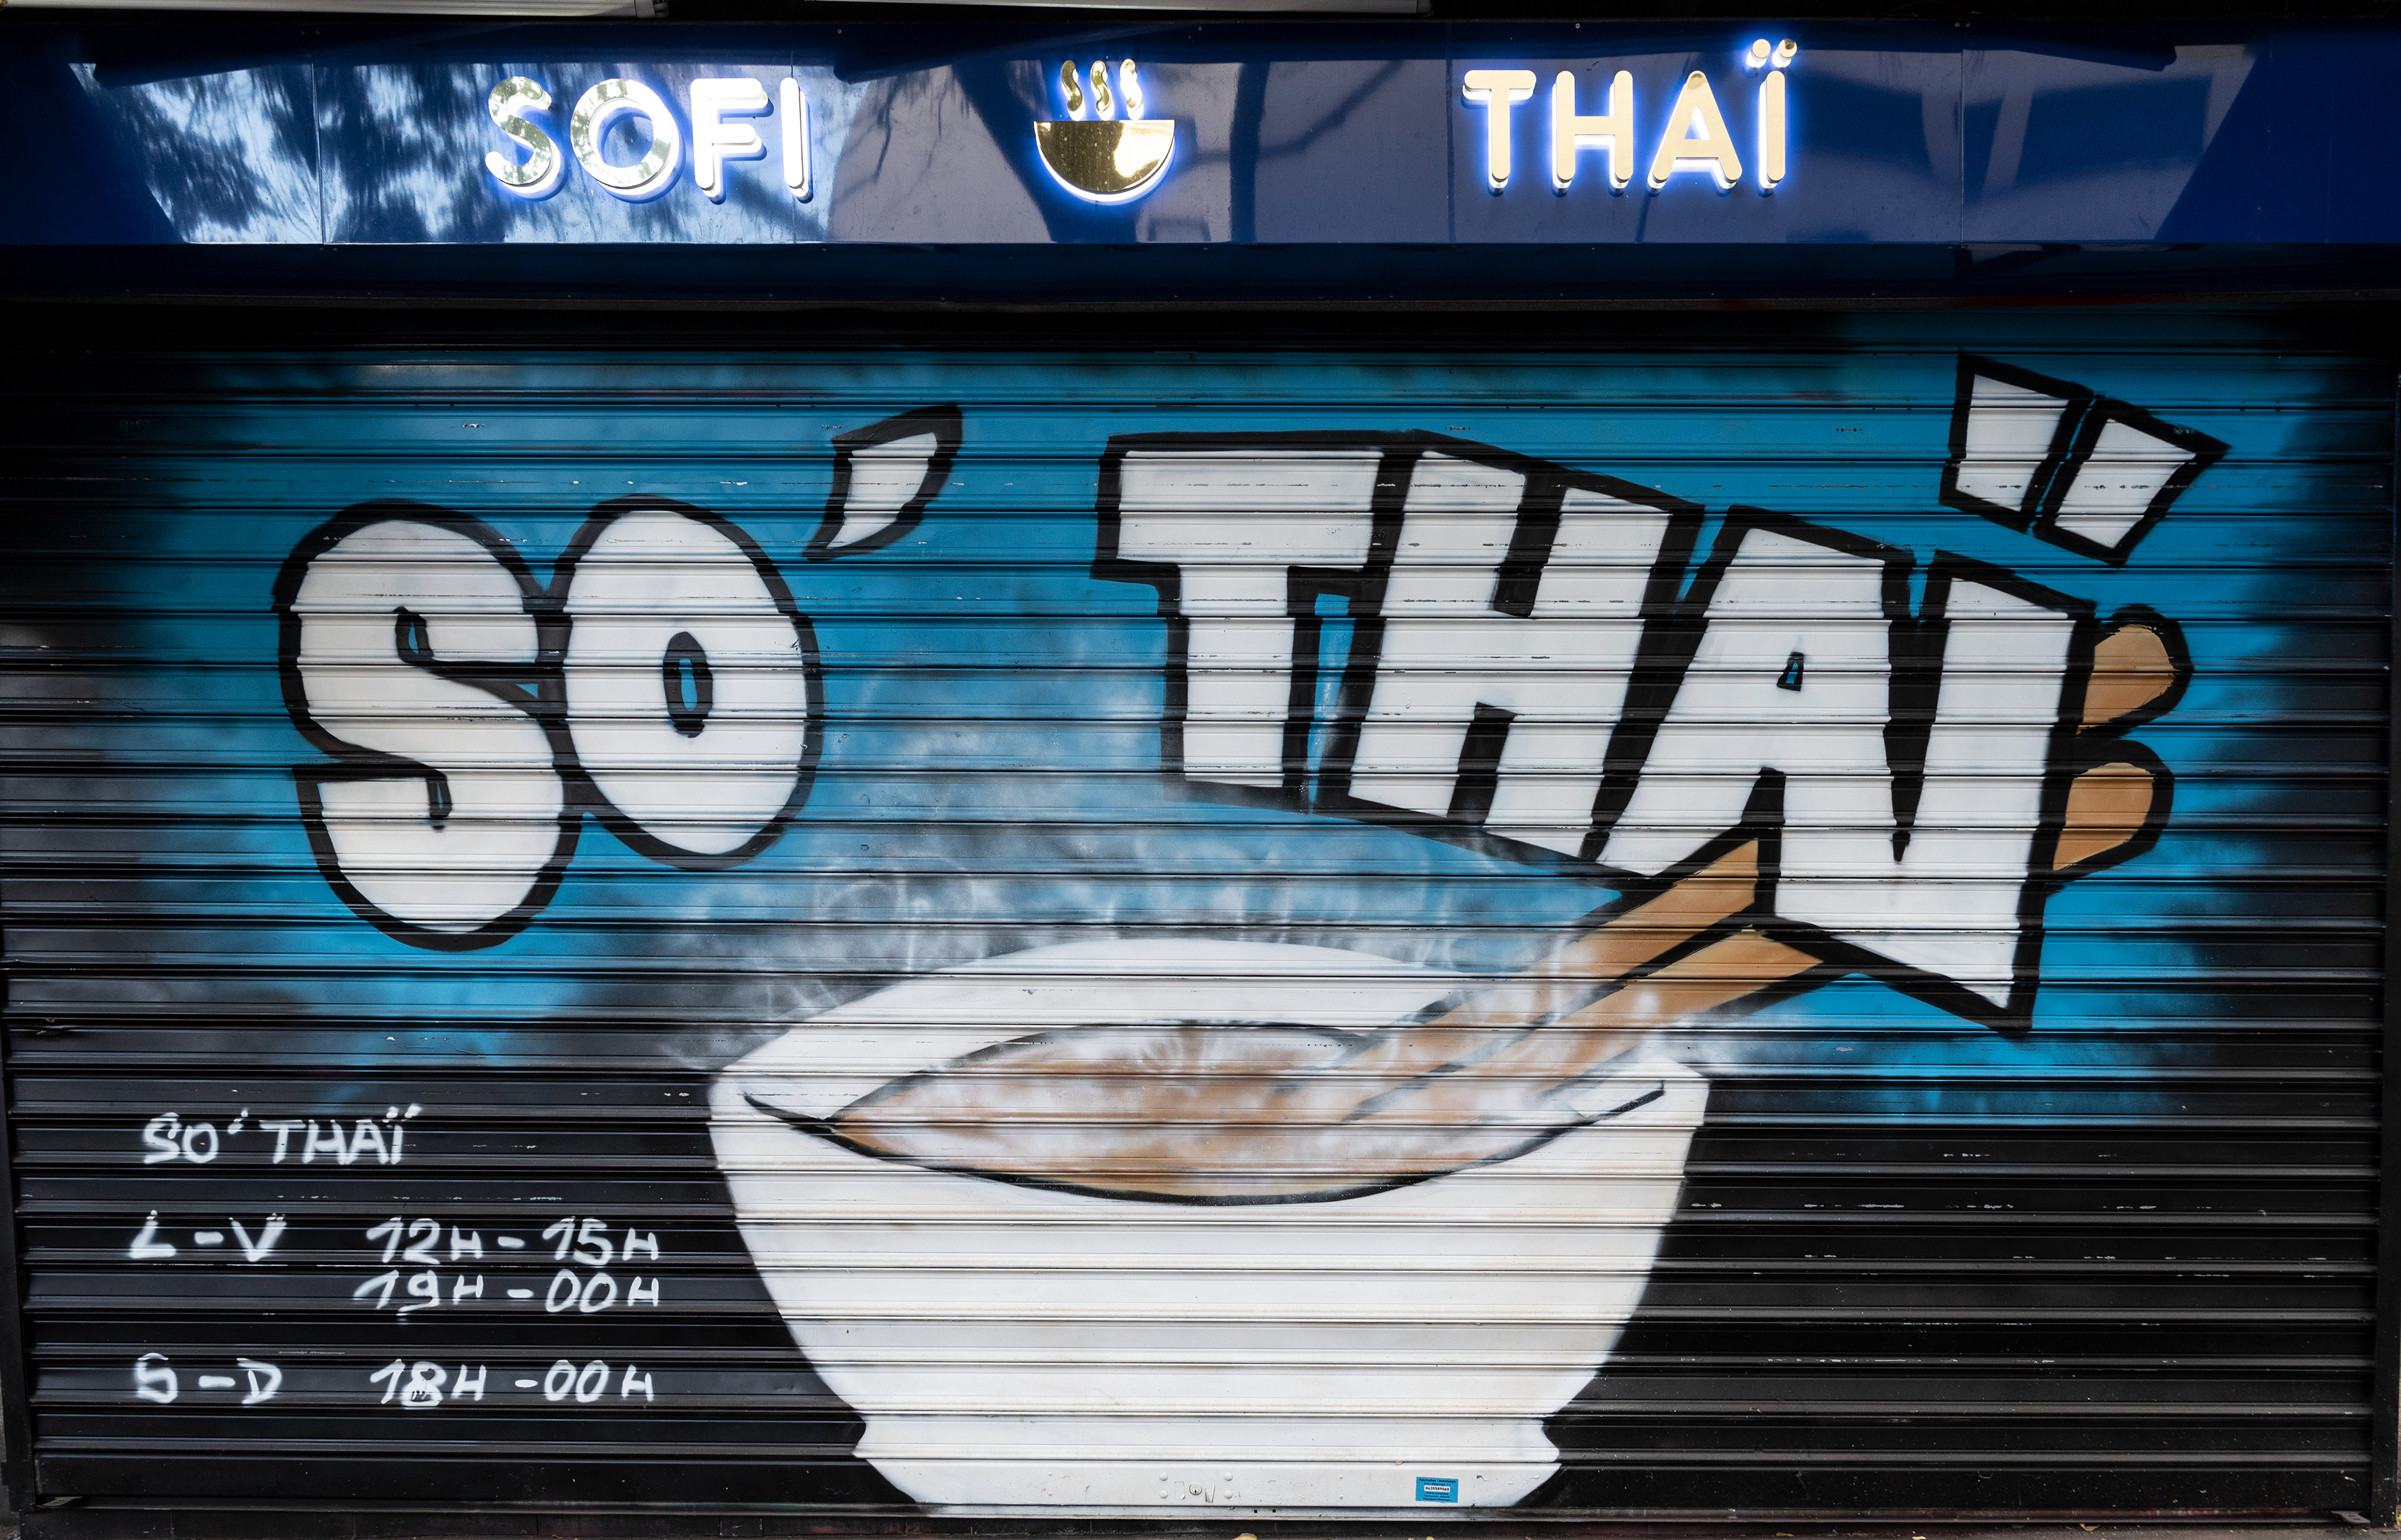 SOFI THAÏ
SO' THAÏ
SO' THAÏ
L-V 12H-15H
19H-00H
S-D 18H-00H